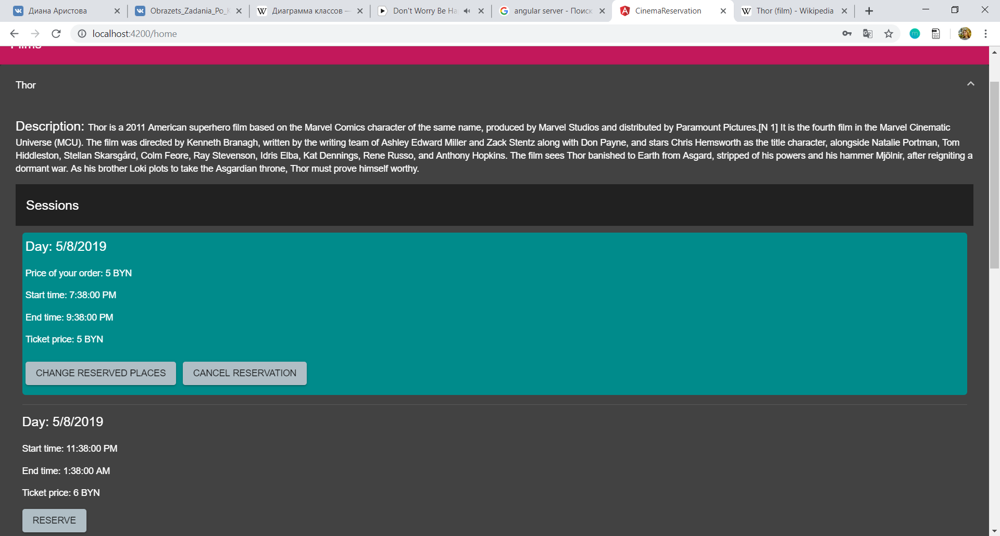 Диана Аристова
Obrazets_Zadania_Po_
Диаграмма классов —
Don't Worry Be Ha
angular server - Поиск
CinemaReservation
Thor (film) - Wikipedia
localhost:4200/home
Films
Thor
Description: Thor is a 2011 American superhero film based on the Marvel Comics character of the same name, produced by Marvel Studios and distributed by Paramount Pictures.[N 1] It is the fourth film in the Marvel Cinematic
Universe (MCU). The film was directed by Kenneth Branagh, written by the writing team of Ashley Edward Miller and Zack Stentz along with Don Payne, and stars Chris Hemsworth as the title character, alongside Natalie Portman, Tom
Hiddleston, Stellan Skarsgård, Colm Feore, Ray Stevenson, Idris Elba, Kat Dennings, Rene Russo, and Anthony Hopkins. The film sees Thor banished to Earth from Asgard, stripped of his powers and his hammer Mjölnir, after reigniting a
dormant war. As his brother Loki plots to take the Asgardian throne, Thor must prove himself worthy.
Sessions
Day: 5/8/2019
Price of your order: 5 BYN
Start time: 7:38:00 PM
End time: 9:38:00 PM
Ticket price: 5 BYN
CHANGE RESERVED PLACES
CANCEL RESERVATION
Day: 5/8/2019
Start time: 11:38:00 PM
End time: 1:38:00 AM
Ticket price: 6 BYN
RESERVE